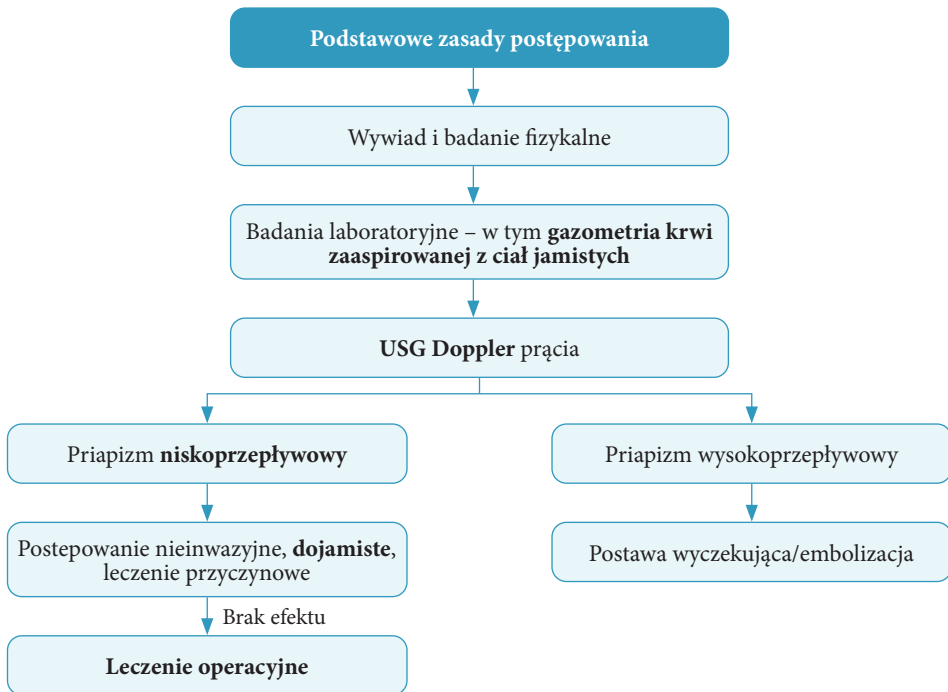 Podstawowe zasady postępowania
Wywiad i badanie fizykalne
Badania laboratoryjne – w tym gazometria krwi
zaaspirowanej z ciał jamistych
USG Doppler prącia
Priapizm niskoprzepływowy
Priapizm wysokoprzepływowy
Postepowanie nieinwazyjne, dojamiste,
leczenie przyczynowe
Postawa wyczekująca/embolizacja
Brak efektu
Leczenie operacyjne